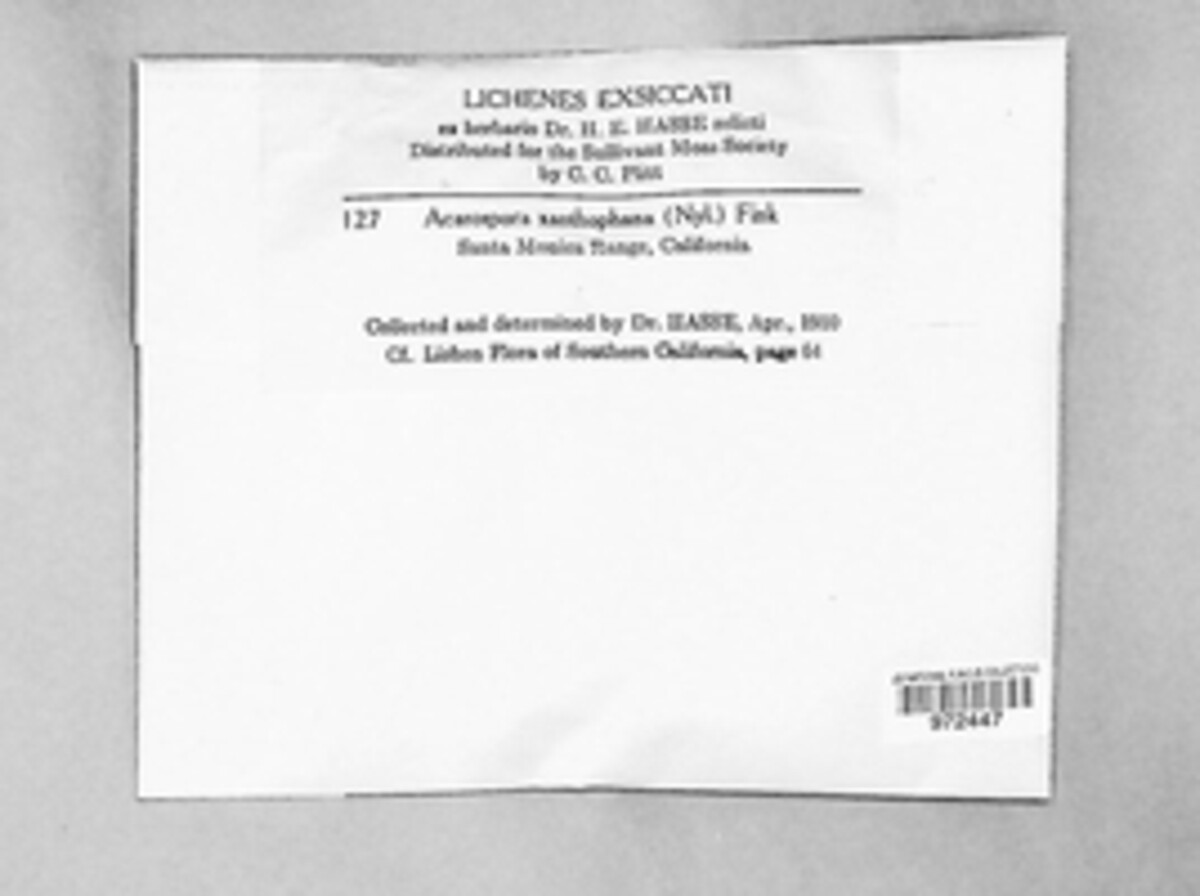 LICHENES EXSICCATI
ex herbario Dr. H. E. HASSE relicti
Distributed for the Sullivant Moss Society
by C. C. Plitt
127 Acarospora xanthophana (Nyl.) Fink
Santa Monica Range, California
Collected and determined by Dr. HASSE, Apr., 1910
Cf. Lichen Flora of Southern California, page 64
972447